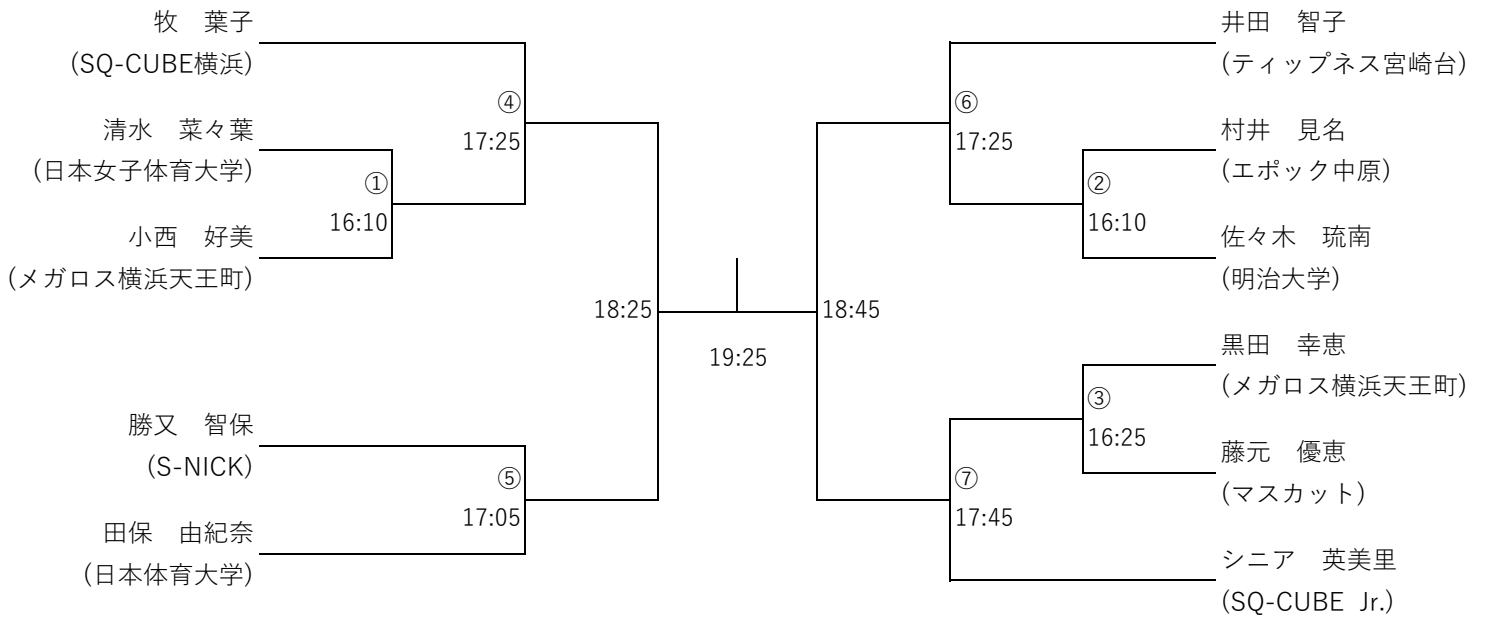 牧　葉子
(SQ-CUBE横浜)
④
17:25
清水　菜々葉
(日本女子体育大学)
①
16:10
小西　好美
(メガロス横浜天王町)
18:25
勝又　智保
(S-NICK)
⑤
17:05
田保　由紀奈
(日本体育大学)
19:25
井田　智子
(ティップネス宮崎台)
⑥
17:25
村井　見名
(エポック中原)
②
16:10
佐々木　琉南
(明治大学)
18:45
黒田　幸恵
(メガロス横浜天王町)
③
16:25
藤元　優恵
(マスカット)
⑦
17:45
シニア　英美里
(SQ-CUBE Jr.)